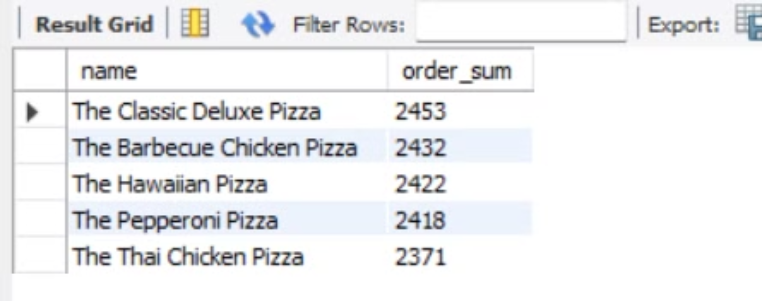 Result Grid Filter Rows: Export:
name order_sum
The Classic Deluxe Pizza 2453
The Barbecue Chicken Pizza 2432
The Hawaiian Pizza 2422
The Pepperoni Pizza 2418
The Thai Chicken Pizza 2371